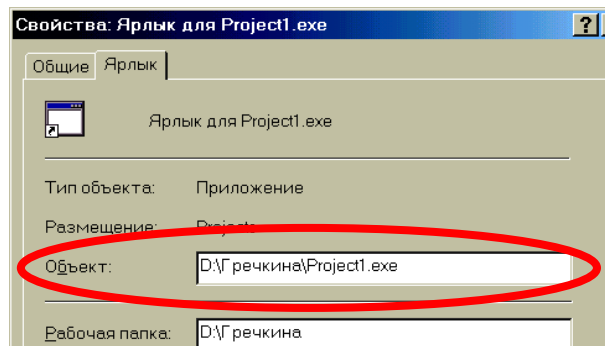 Свойства: Ярлык для Project1.exe
Общие Ярлык
Ярлык для Project1.exe
Тип объекта: Приложение
Размещение: Projects
Объект: D:\Гречкина\Project1.exe
Рабочая папка: D:\Гречкина